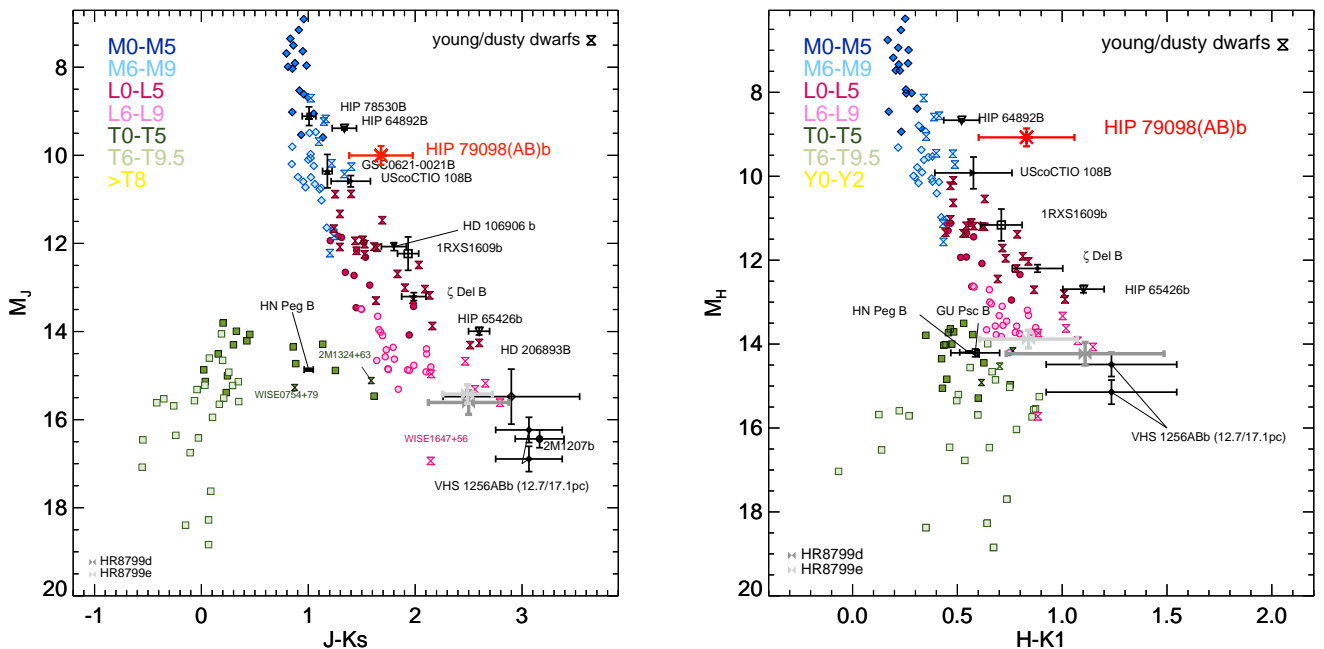 M0-M5
M6-M9
L0-L5
L6-L9
T0-T5
T6-T9.5
>T8
young/dusty dwarfs
HIP 78530B
HIP 64892B
HIP 79098(AB)b
GSC0621-0021B
UScoCTIO 108B
HD 106906 b
1RXS1609b
ζ Del B
HN Peg B
HIP 65426b
2M1324+63
HD 206893B
WISE0754+79
WISE1647+56
2M1207b
VHS 1256ABb (12.7/17.1pc)
HR8799d
HR8799e
8
10
12
14
16
18
20
M_J
-1
0
1
2
3
J-Ks
M0-M5
M6-M9
L0-L5
L6-L9
T0-T5
T6-T9.5
Y0-Y2
young/dusty dwarfs
HIP 64892B
HIP 79098(AB)b
UScoCTIO 108B
1RXS1609b
ζ Del B
HIP 65426b
HN Peg B
GU Psc B
VHS 1256ABb (12.7/17.1pc)
HR8799d
HR8799e
8
10
12
14
16
18
20
M_H
0.0
0.5
1.0
1.5
2.0
H-K1